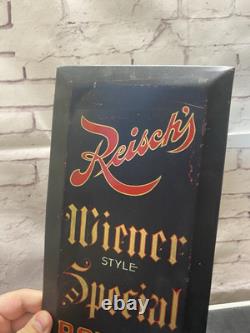 Reisch's
Wiener
STYLE
Special